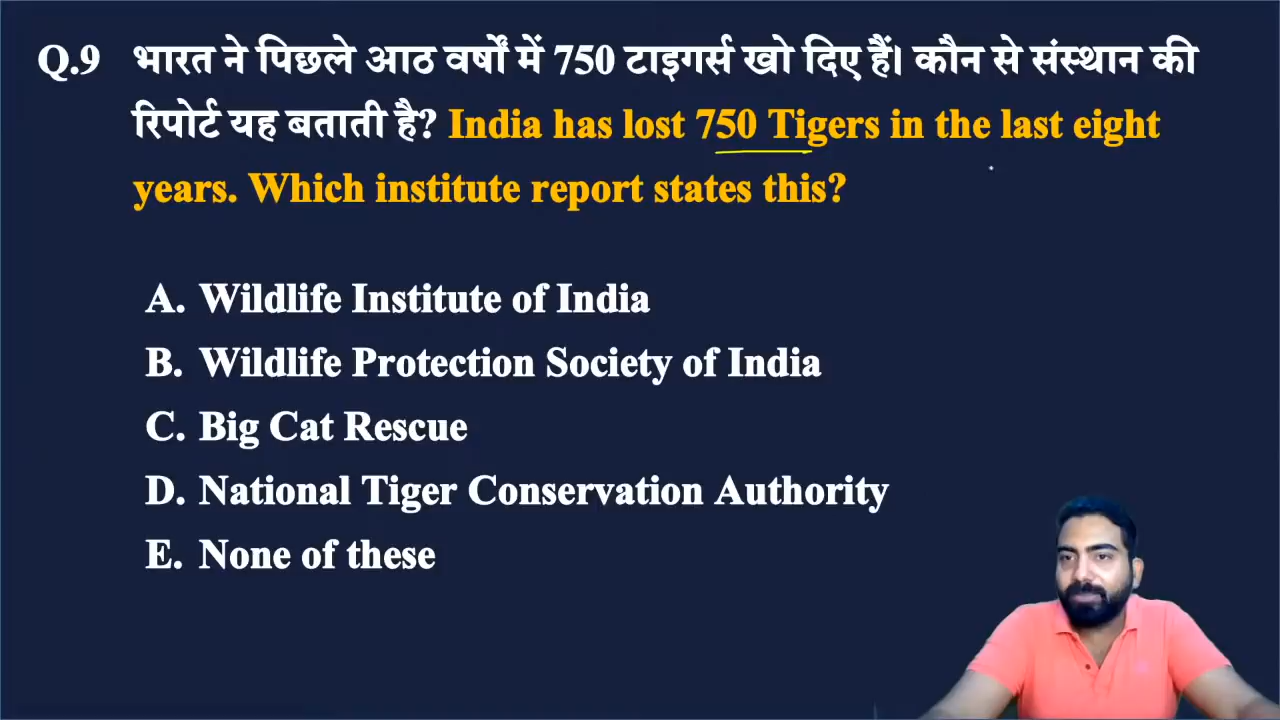 Q.9 भारत ने पिछले आठ वर्षों में 750 टाइगर्स खो दिए हैं। कौन से संस्थान की
रिपोर्ट यह बताती है? India has lost 750 Tigers in the last eight
years. Which institute report states this?
A. Wildlife Institute of India
B. Wildlife Protection Society of India
C. Big Cat Rescue
D. National Tiger Conservation Authority
E. None of these